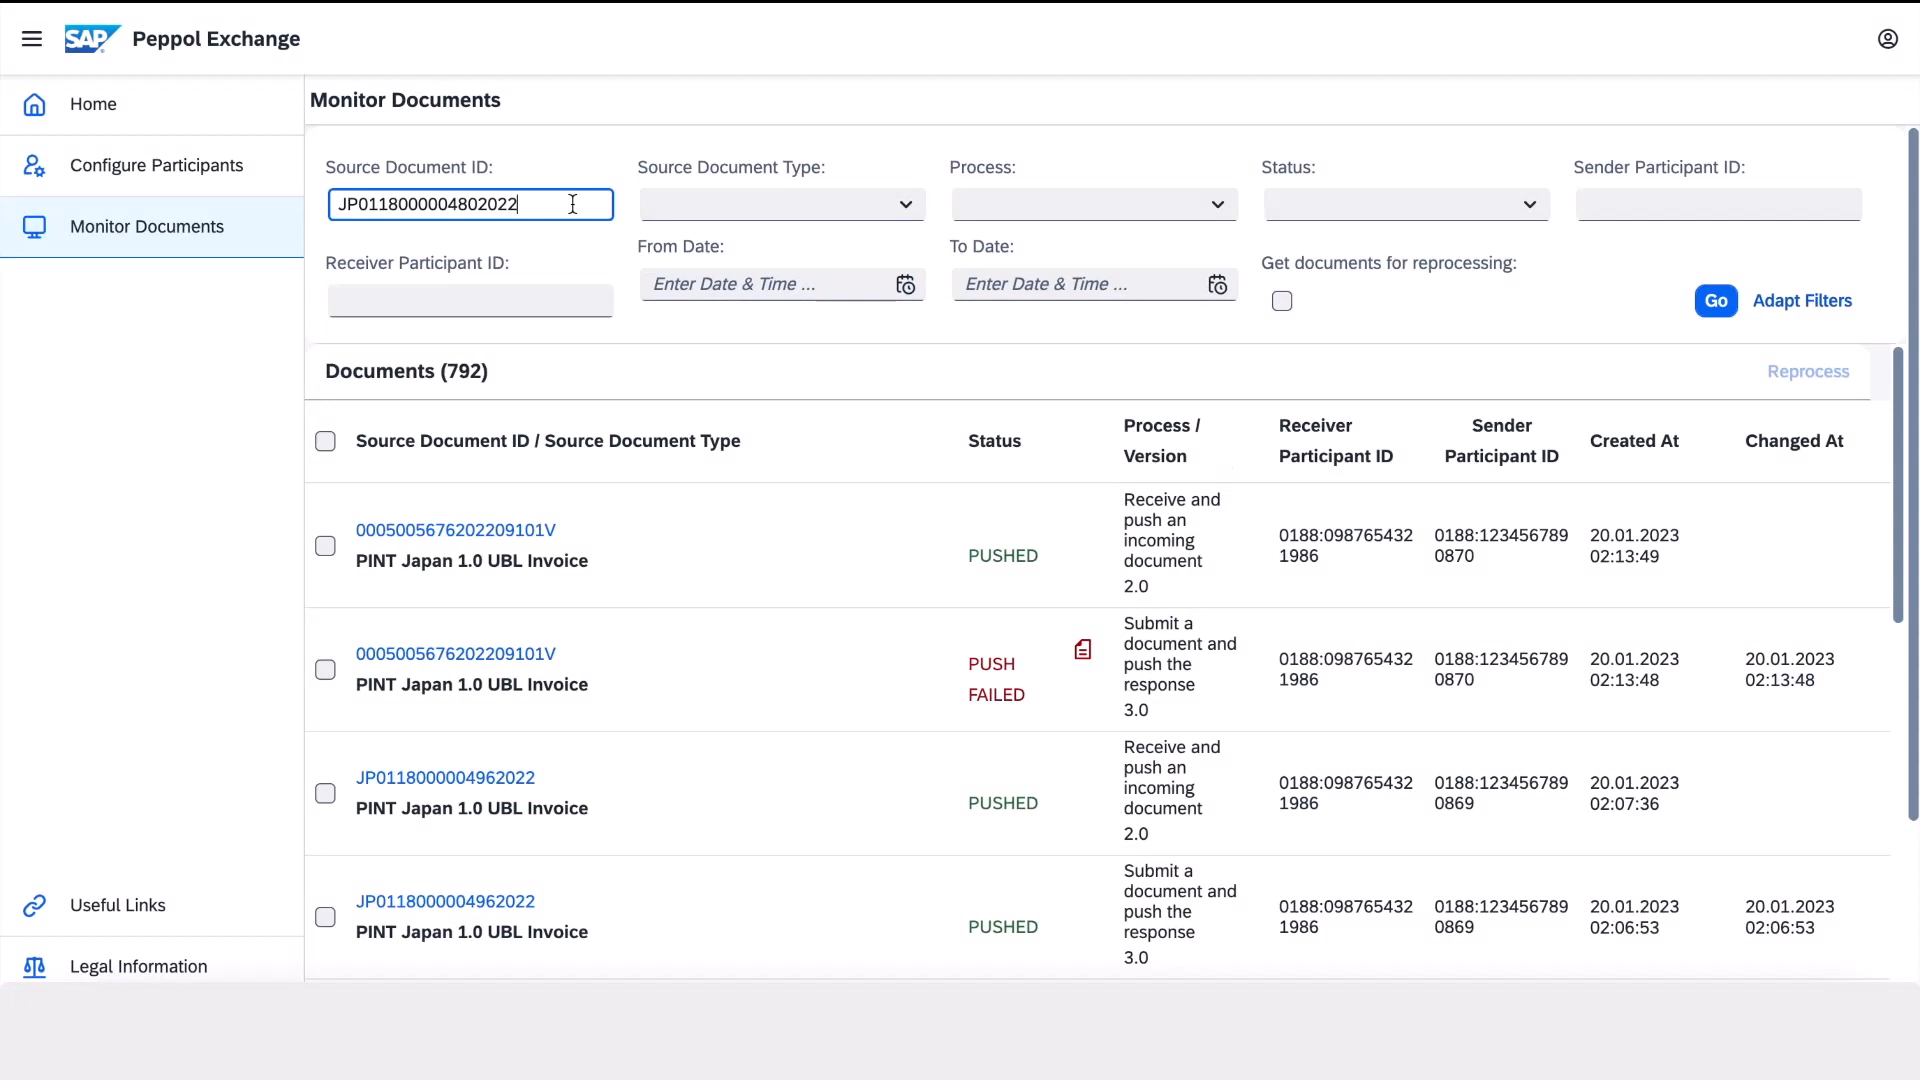 SAP Peppol Exchange
Home
Configure Participants
Monitor Documents
Useful Links
Legal Information
Monitor Documents
Source Document ID:
JP0118000004802022
Source Document Type:
Process:
Status:
Sender Participant ID:
Receiver Participant ID:
From Date:
Enter Date & Time ...
To Date:
Enter Date & Time ...
Get documents for reprocessing:
Go
Adapt Filters
Documents (792)
Reprocess
Source Document ID / Source Document Type
Status
Process /
Version
Receiver
Participant ID
Sender
Participant ID
Created At
Changed At
0005005676202209101V
PINT Japan 1.0 UBL Invoice
PUSHED
Receive and
push an
incoming
document
2.0
0188:098765432
1986
0188:123456789
0870
20.01.2023
02:13:49
0005005676202209101V
PINT Japan 1.0 UBL Invoice
PUSH
FAILED
Submit a
document and
push the
response
3.0
0188:098765432
1986
0188:123456789
0870
20.01.2023
02:13:48
20.01.2023
02:13:48
JP0118000004962022
PINT Japan 1.0 UBL Invoice
PUSHED
Receive and
push an
incoming
document
2.0
0188:098765432
1986
0188:123456789
0869
20.01.2023
02:07:36
JP0118000004962022
PINT Japan 1.0 UBL Invoice
PUSHED
Submit a
document and
push the
response
3.0
0188:098765432
1986
0188:123456789
0869
20.01.2023
02:06:53
20.01.2023
02:06:53